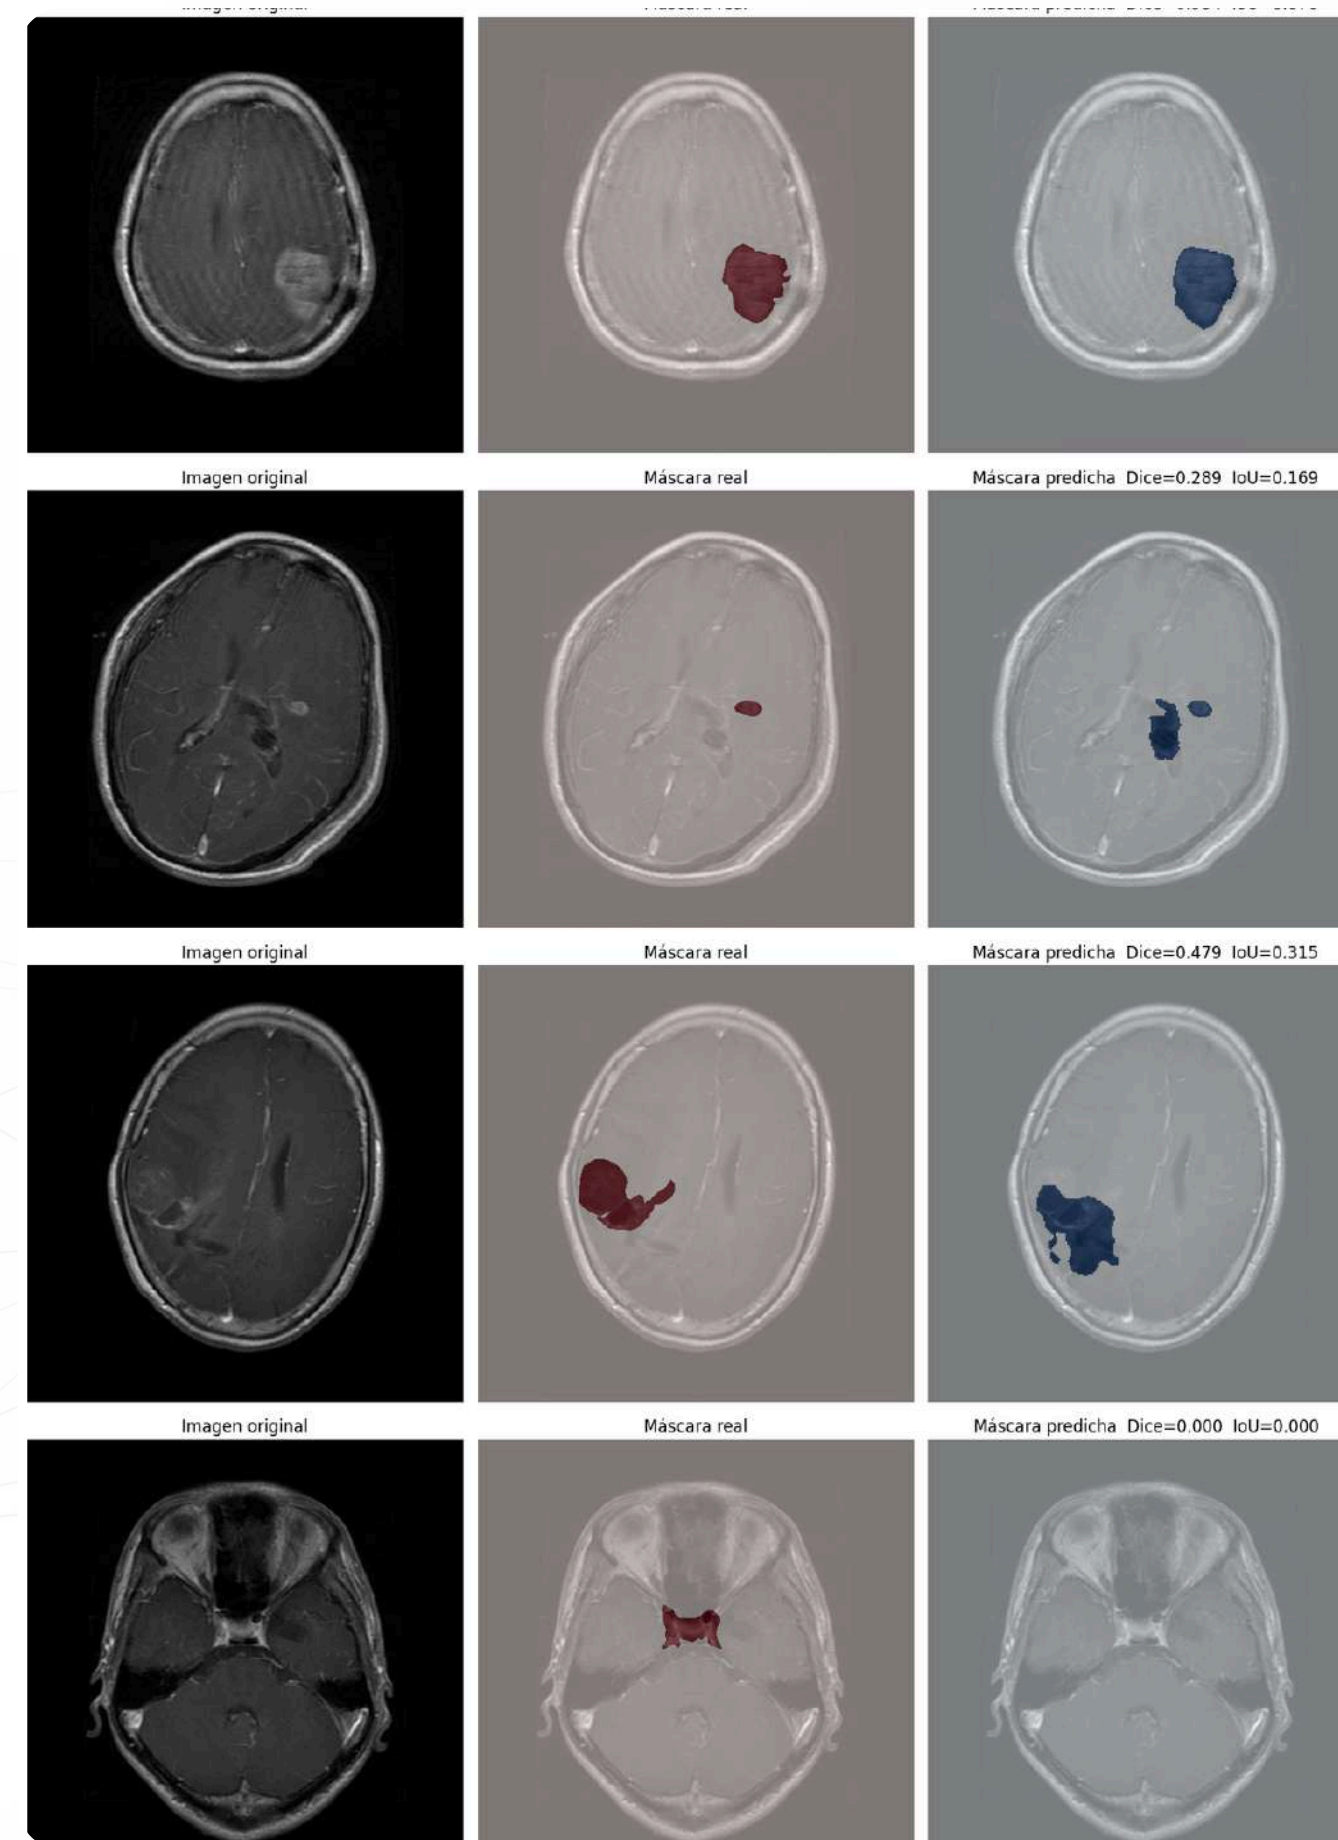 Imagen original Máscara real Máscara predicha Dice=0.289 IoU=0.169
Imagen original Máscara real Máscara predicha Dice=0.479 IoU=0.315
Imagen original Máscara real Máscara predicha Dice=0.000 IoU=0.000